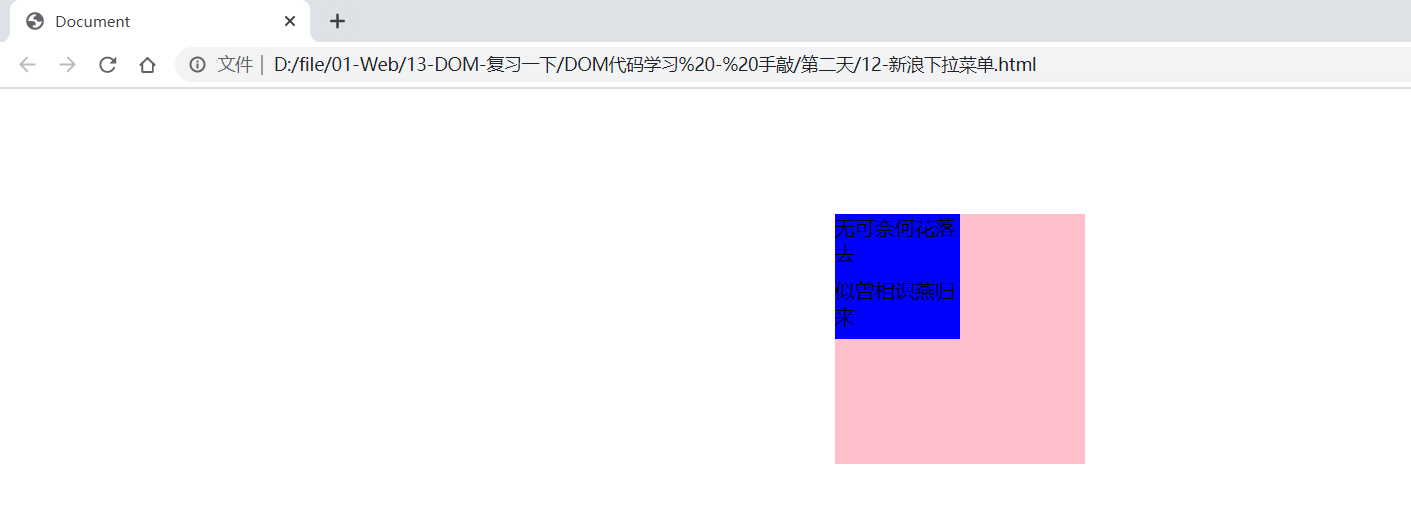 Document
文件 | D:/file/01-Web/13-DOM-复习一下/DOM代码学习%20-%20手敲/第二天/12-新浪下拉菜单.html
无可奈何花落
去
似曾相识燕归
来